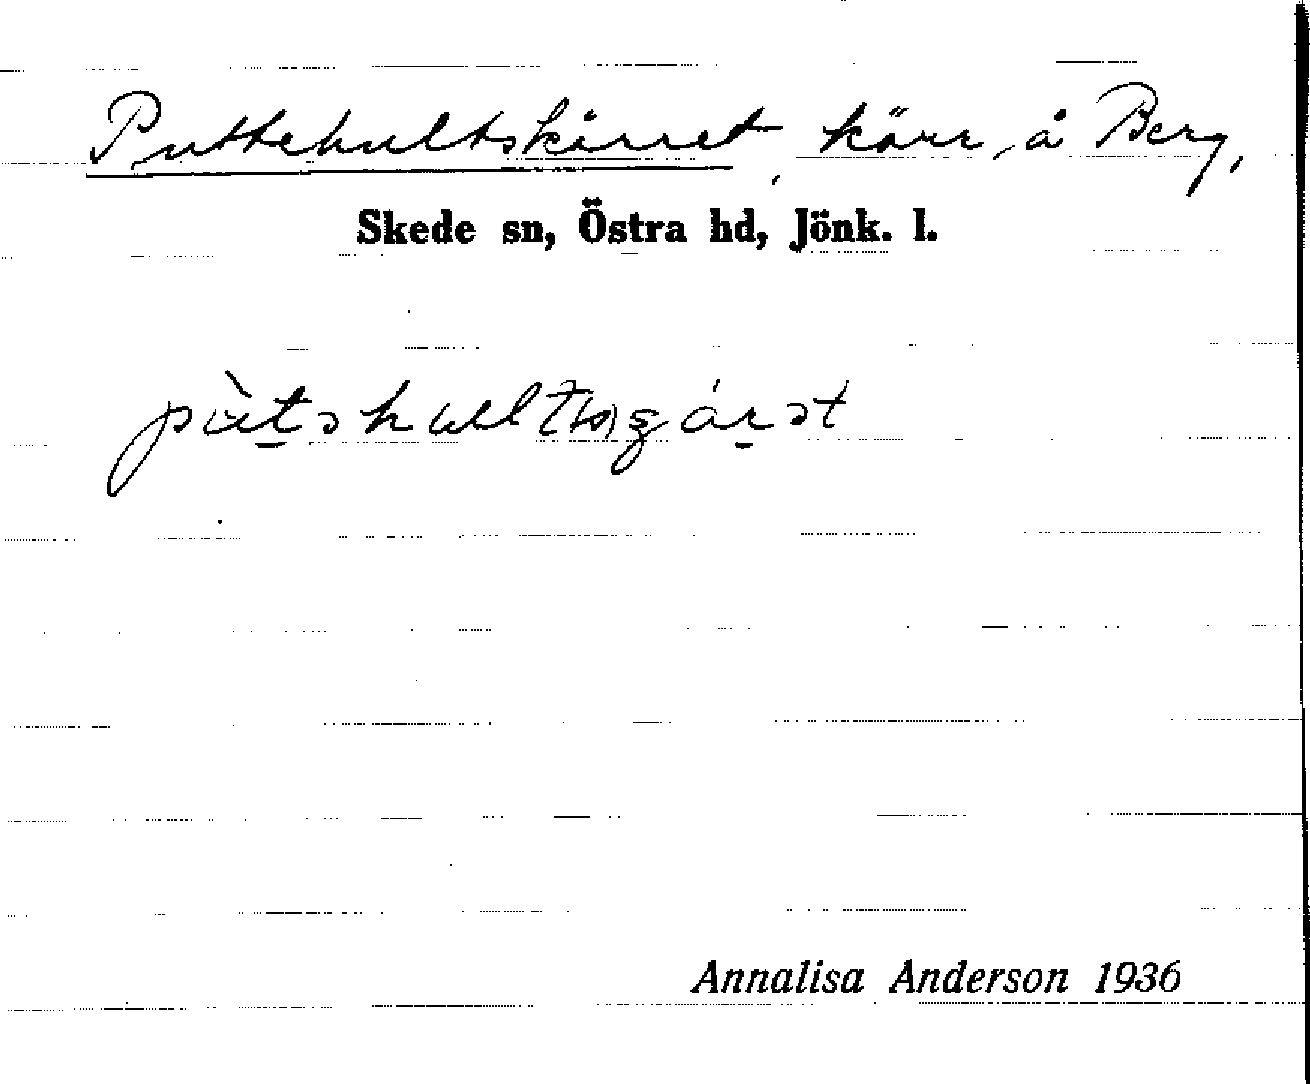 Puttehultskärret, kärr, å Berg,
Skede sn, Östra hd, Jönk. l.
Annalisa Anderson 1936